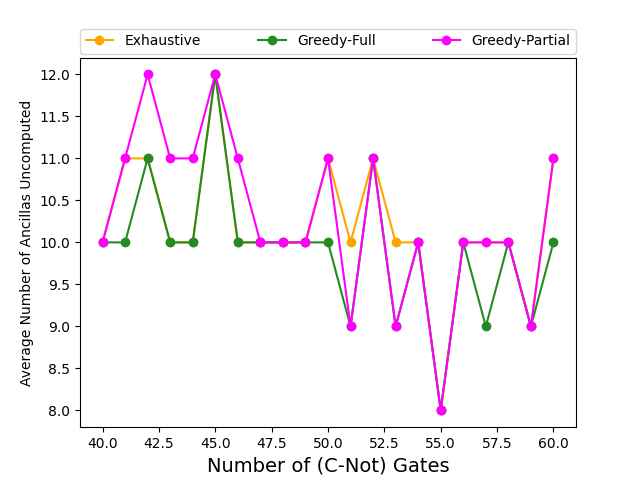 Exhaustive Greedy-Full Greedy-Partial
12.0
11.5
11.0
10.5
10.0
9.5
9.0
8.5
8.0
Average Number of Ancillas Uncomputed
40.0 42.5 45.0 47.5 50.0 52.5 55.0 57.5 60.0
Number of (C-Not) Gates